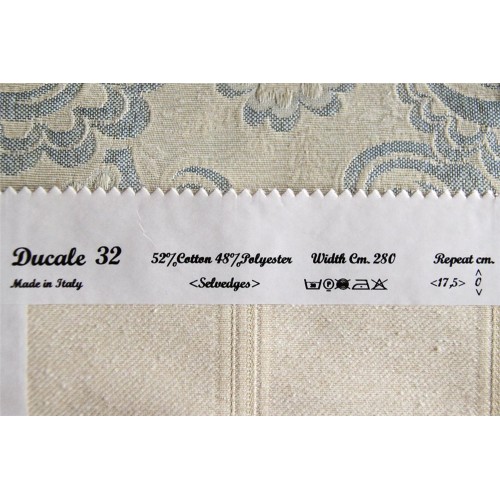 Ducale 32 52%Cotton 48%Polyester Width Cm. 280 Repeat cm.
Made in Italy <Selvedges> <17,5> 0